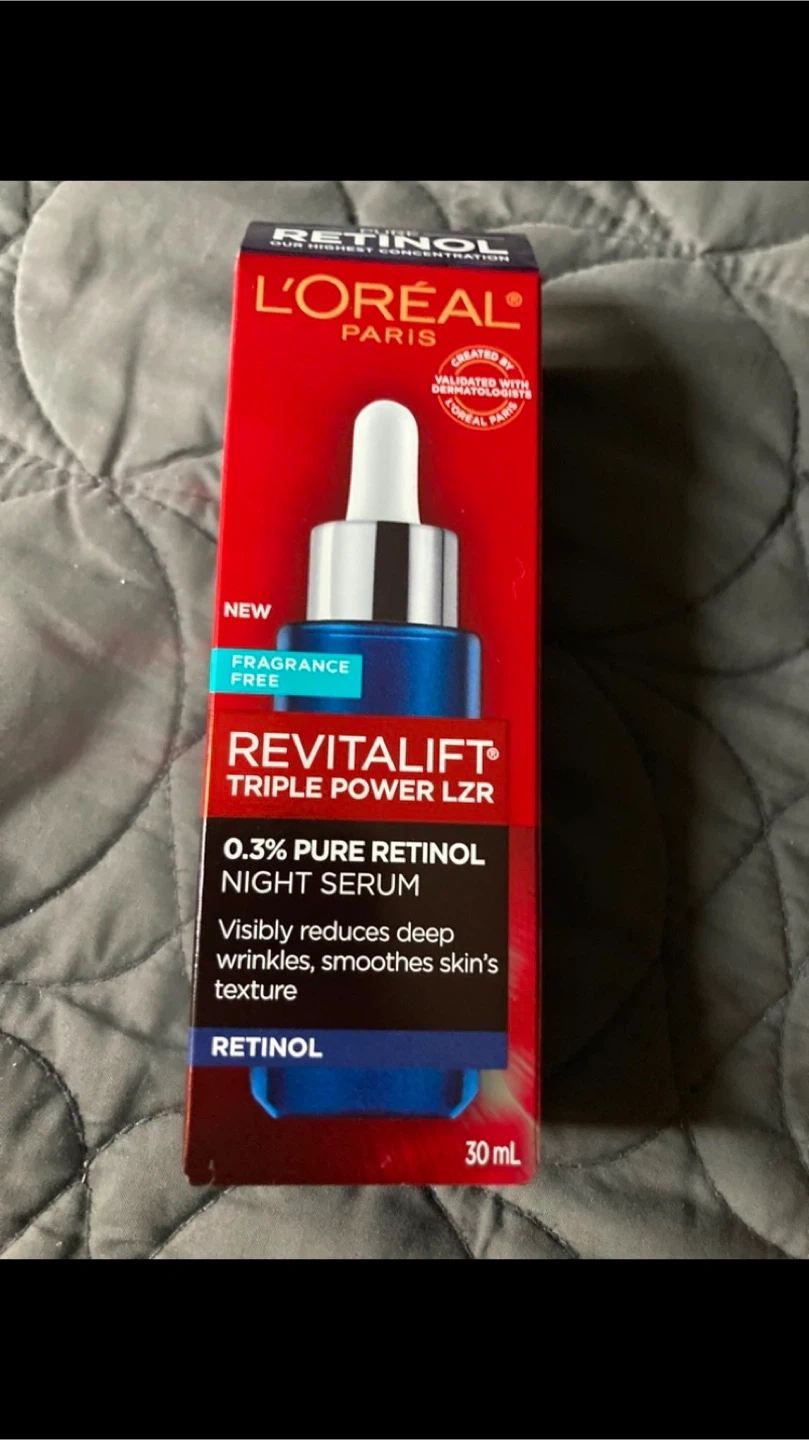 PURE
RETINOL
OUR HIGHEST CONCENTRATION
L'ORÉAL®
PARIS
CREATED BY
VALIDATED WITH
DERMATOLOGISTS
L'ORÉAL PARIS
NEW
FRAGRANCE
FREE
REVITALIFT®
TRIPLE POWER LZR
0.3% PURE RETINOL
NIGHT SERUM
Visibly reduces deep
wrinkles, smoothes skin's
texture
RETINOL
30 mL